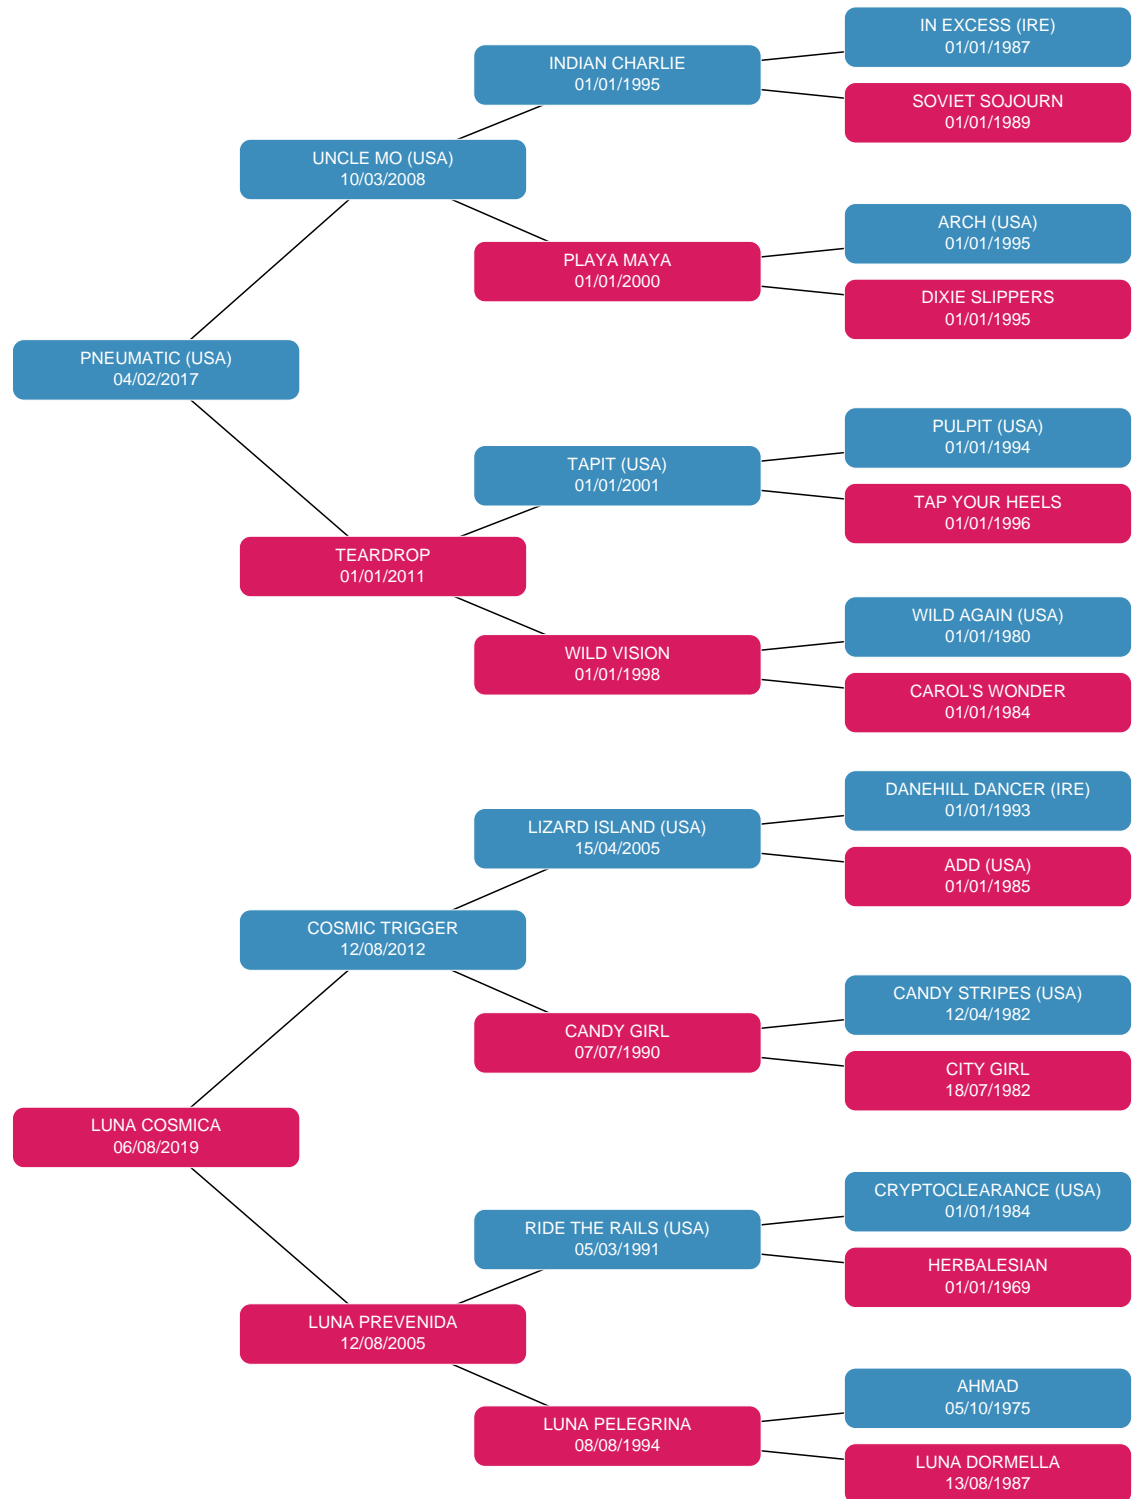 IN EXCESS (IRE)
01/01/1987
INDIAN CHARLIE
01/01/1995
SOVIET SOJOURN
01/01/1989
UNCLE MO (USA)
10/03/2008
ARCH (USA)
01/01/1995
PLAYA MAYA
01/01/2000
DIXIE SLIPPERS
01/01/1995
PNEUMATIC (USA)
04/02/2017
PULPIT (USA)
01/01/1994
TAPIT (USA)
01/01/2001
TAP YOUR HEELS
01/01/1996
TEARDROP
01/01/2011
WILD AGAIN (USA)
01/01/1980
WILD VISION
01/01/1998
CAROL'S WONDER
01/01/1984
DANEHILL DANCER (IRE)
01/01/1993
LIZARD ISLAND (USA)
15/04/2005
ADD (USA)
01/01/1985
COSMIC TRIGGER
12/08/2012
CANDY STRIPES (USA)
12/04/1982
CANDY GIRL
07/07/1990
CITY GIRL
18/07/1982
LUNA COSMICA
06/08/2019
CRYPTOCLEARANCE (USA)
01/01/1984
RIDE THE RAILS (USA)
05/03/1991
HERBALESIAN
01/01/1969
LUNA PREVENIDA
12/08/2005
AHMAD
05/10/1975
LUNA PELEGRINA
08/08/1994
LUNA DORMELLA
13/08/1987